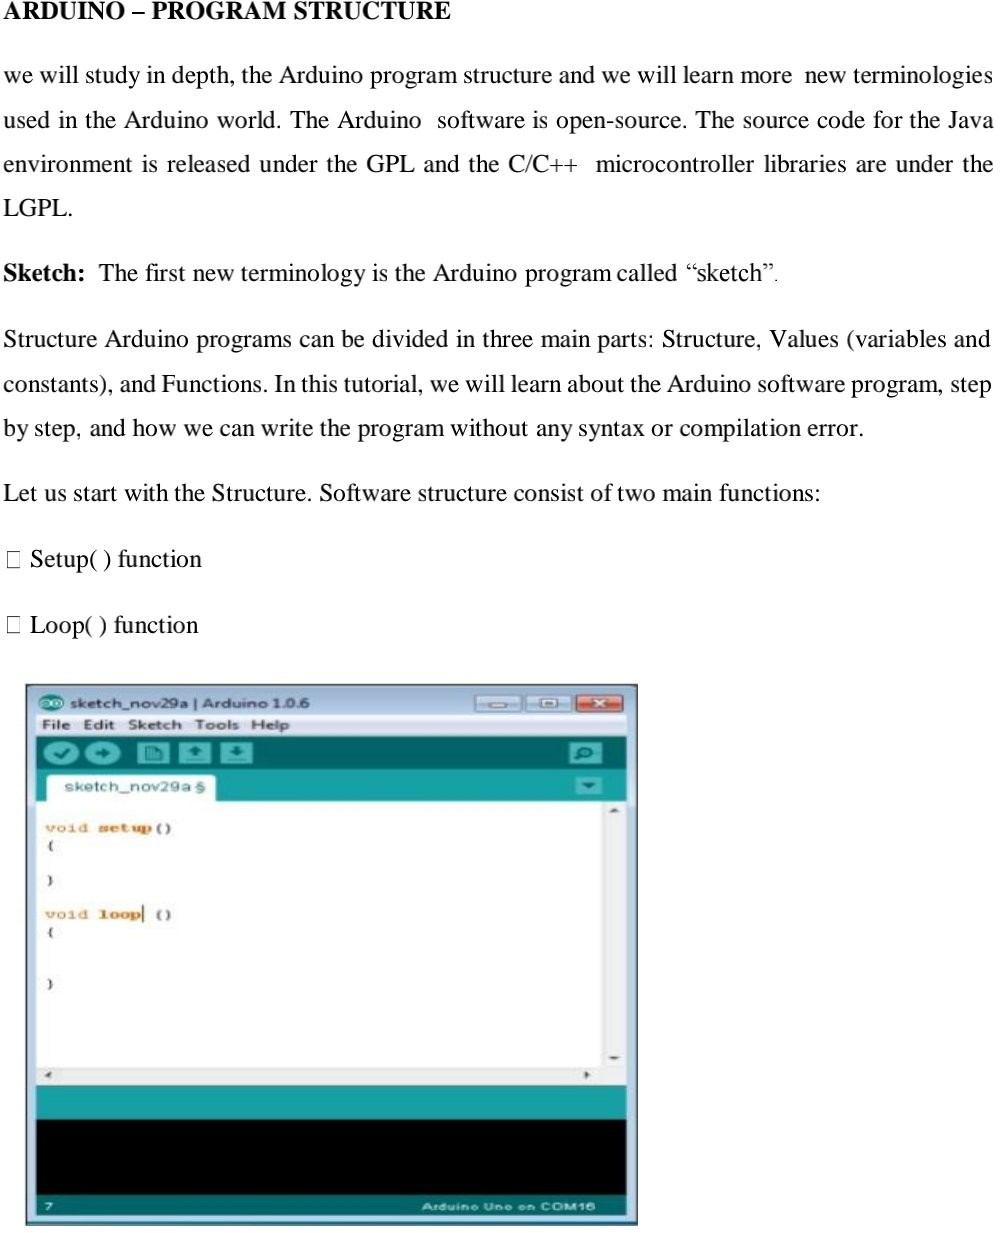 ARDUINO – PROGRAM STRUCTURE
we will study in depth, the Arduino program structure and we will learn more new terminologies
used in the Arduino world. The Arduino software is open-source. The source code for the Java
environment is released under the GPL and the C/C++ microcontroller libraries are under the
LGPL.
Sketch: The first new terminology is the Arduino program called “sketch”.
Structure Arduino programs can be divided in three main parts: Structure, Values (variables and
constants), and Functions. In this tutorial, we will learn about the Arduino software program, step
by step, and how we can write the program without any syntax or compilation error.
Let us start with the Structure. Software structure consist of two main functions:
□ Setup( ) function
□ Loop( ) function
sketch_nov29a | Arduino 1.0.6
File Edit Sketch Tools Help
sketch_nov29a §
void setup()
{
}
void loop ()
{
}
7
Arduino Uno on COM16